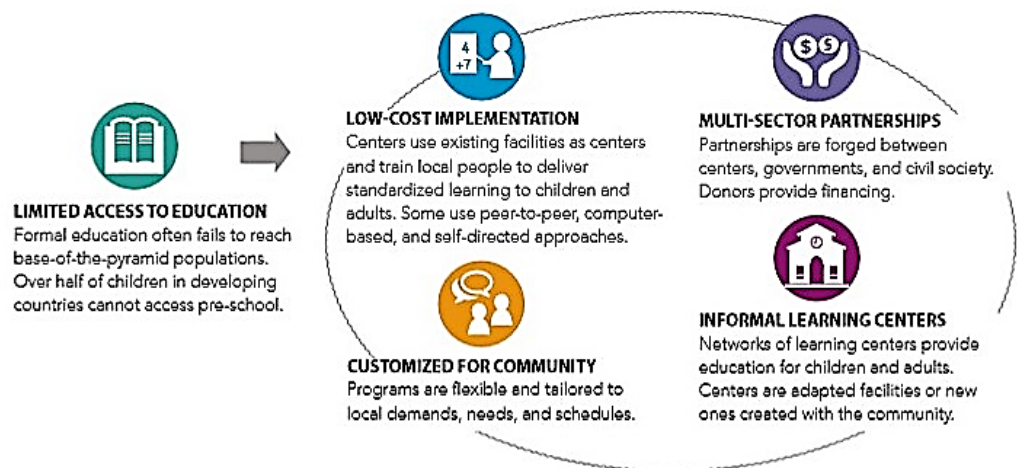 LIMITED ACCESS TO EDUCATION
Formal education often fails to reach
base-of-the-pyramid populations.
Over half of children in developing
countries cannot access pre-school.
4
+7
LOW-COST IMPLEMENTATION
Centers use existing facilities as centers
and train local people to deliver
standardized learning to children and
adults. Some use peer-to-peer, computer-
based, and self-directed approaches.
$ $
MULTI-SECTOR PARTNERSHIPS
Partnerships are forged between
centers, governments, and civil society.
Donors provide financing.
CUSTOMIZED FOR COMMUNITY
Programs are flexible and tailored to
local demands, needs, and schedules.
INFORMAL LEARNING CENTERS
Networks of learning centers provide
education for children and adults.
Centers are adapted facilities or new
ones created with the community.